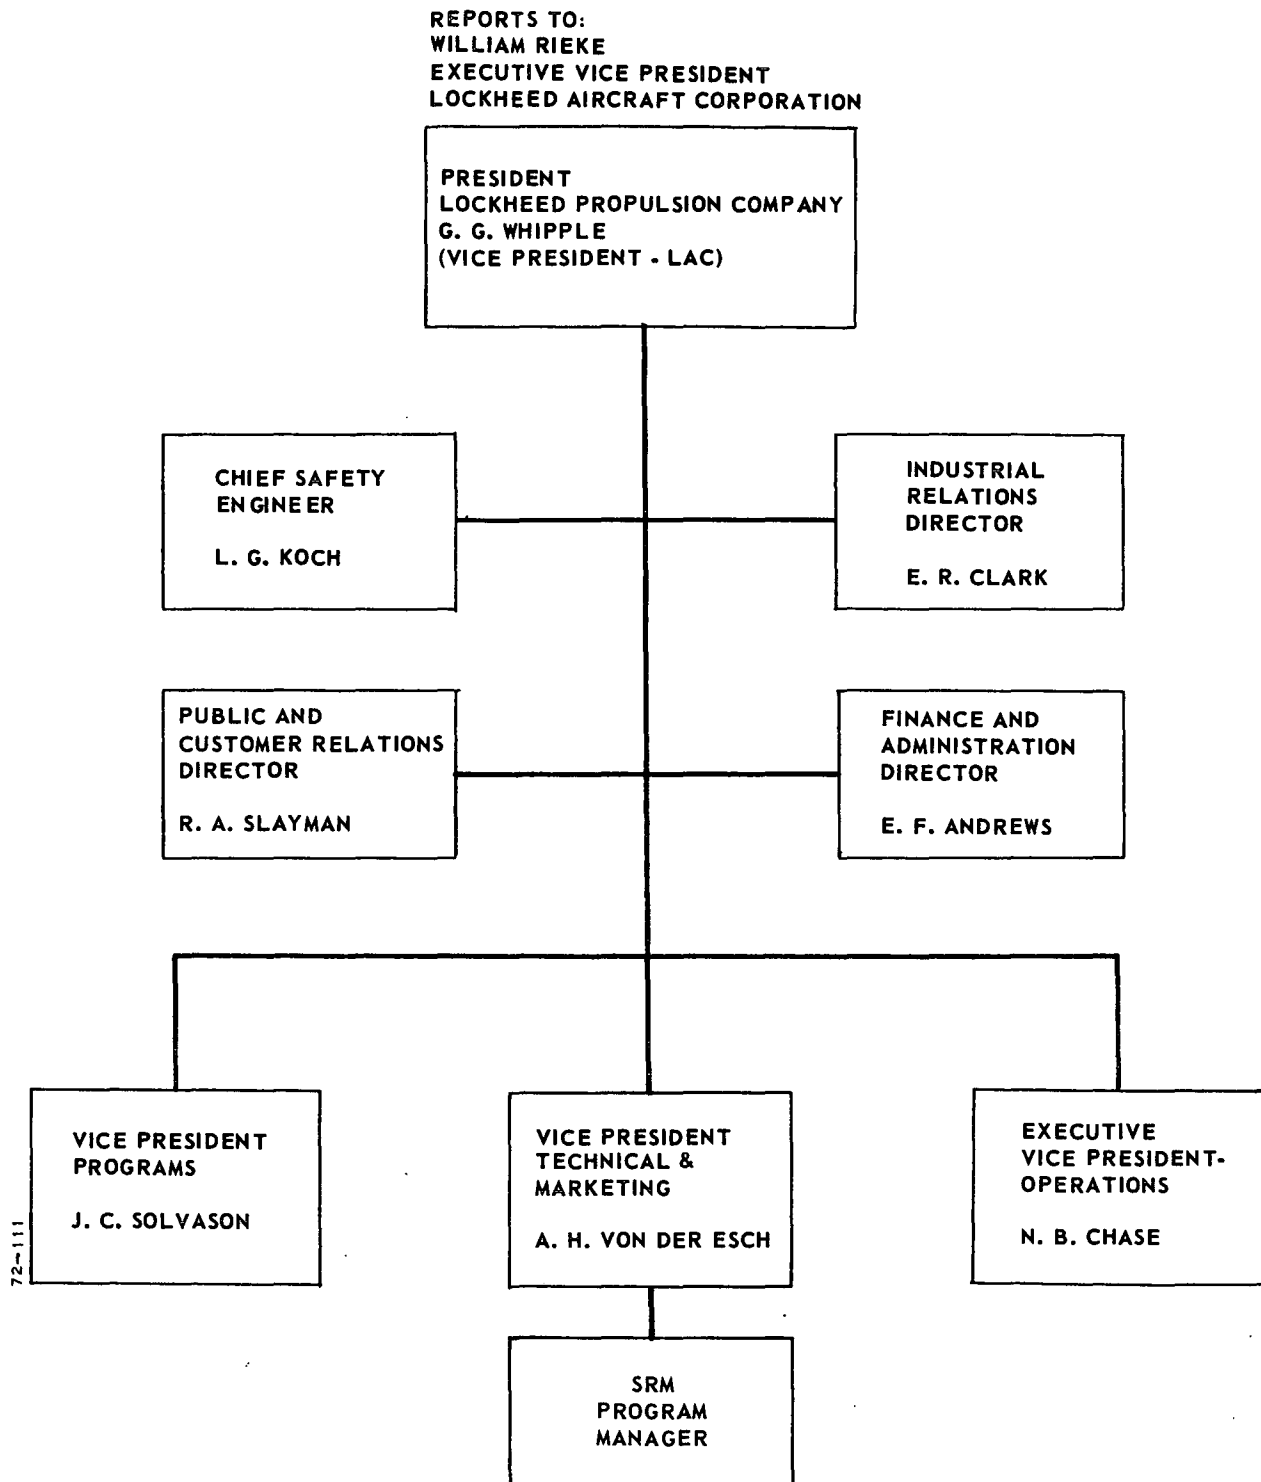 REPORTS TO:
WILLIAM RIEKE
EXECUTIVE VICE PRESIDENT
LOCKHEED AIRCRAFT CORPORATION
PRESIDENT
LOCKHEED PROPULSION COMPANY
G. G. WHIPPLE
(VICE PRESIDENT - LAC)
CHIEF SAFETY
ENGINEER
L. G. KOCH
INDUSTRIAL
RELATIONS
DIRECTOR
E. R. CLARK
PUBLIC AND
CUSTOMER RELATIONS
DIRECTOR
R. A. SLAYMAN
FINANCE AND
ADMINISTRATION
DIRECTOR
E. F. ANDREWS
VICE PRESIDENT
PROGRAMS
J. C. SOLVASON
VICE PRESIDENT
TECHNICAL &
MARKETING
A. H. VON DER ESCH
EXECUTIVE
VICE PRESIDENT-
OPERATIONS
N. B. CHASE
72-111
SRM
PROGRAM
MANAGER